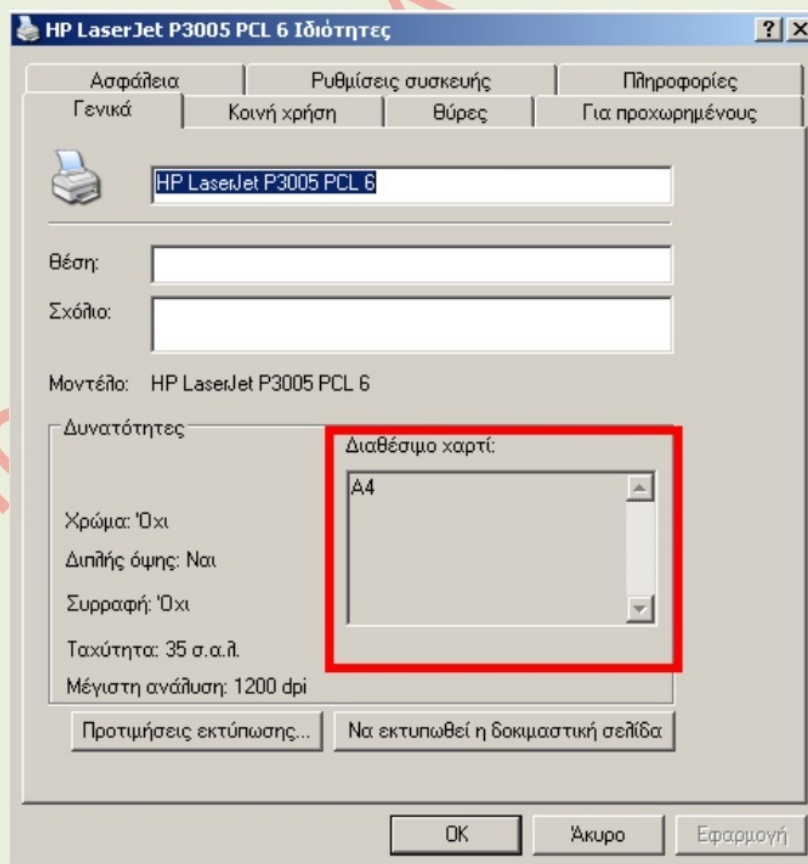 HP LaserJet P3005 PCL 6 Ιδιότητες
Ασφάλεια Ρυθμίσεις συσκευής Πληροφορίες
Γενικά Κοινή χρήση Θύρες Για προχωρημένους
HP LaserJet P3005 PCL 6
Θέση:
Σχόλιο:
Μοντέλο: HP LaserJet P3005 PCL 6
Δυνατότητες
Διαθέσιμο χαρτί:
A4
Χρώμα: Όχι
Διπλής όψης: Ναι
Συρραφή: Όχι
Ταχύτητα: 35 σ.α.λ.
Μέγιστη ανάλυση: 1200 dpi
Προτιμήσεις εκτύπωσης... Να εκτυπωθεί η δοκιμαστική σελίδα
OK Άκυρο Εφαρμογή